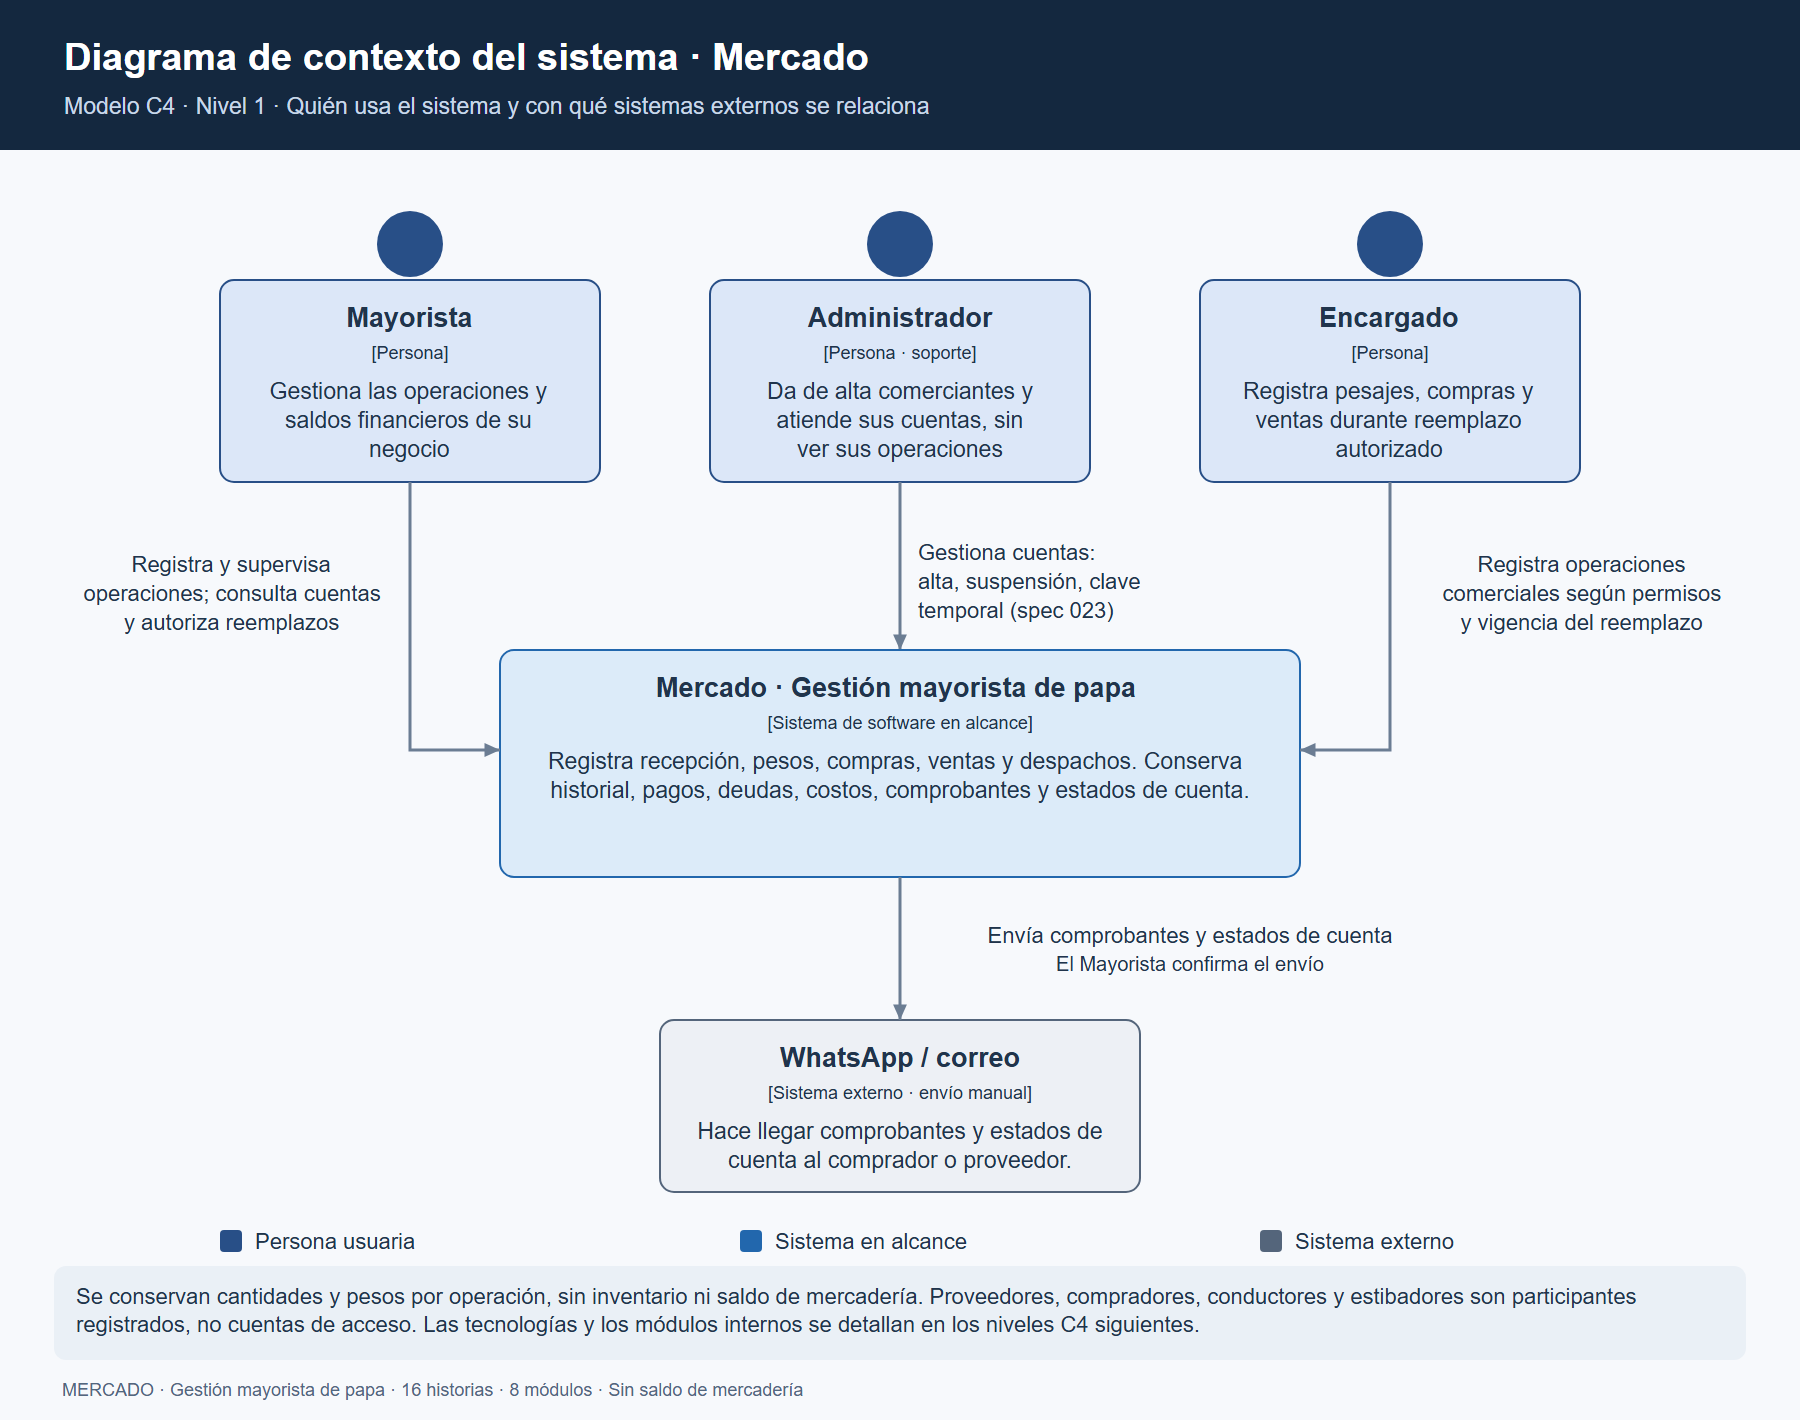 Diagrama de contexto del sistema · Mercado
Modelo C4 · Nivel 1 · Quién usa el sistema y con qué sistemas externos se relaciona
Mayorista
[Persona]
Gestiona las operaciones y
saldos financieros de su
negocio
Administrador
[Persona · soporte]
Da de alta comerciantes y
atiende sus cuentas, sin
ver sus operaciones
Encargado
[Persona]
Registra pesajes, compras y
ventas durante reemplazo
autorizado
Registra y supervisa
operaciones; consulta cuentas
y autoriza reemplazos
Gestiona cuentas:
alta, suspensión, clave
temporal (spec 023)
Registra operaciones
comerciales según permisos
y vigencia del reemplazo
Mercado · Gestión mayorista de papa
[Sistema de software en alcance]
Registra recepción, pesos, compras, ventas y despachos. Conserva
historial, pagos, deudas, costos, comprobantes y estados de cuenta.
Envía comprobantes y estados de cuenta
El Mayorista confirma el envío
WhatsApp / correo
[Sistema externo · envío manual]
Hace llegar comprobantes y estados de
cuenta al comprador o proveedor.
Persona usuaria
Sistema en alcance
Sistema externo
Se conservan cantidades y pesos por operación, sin inventario ni saldo de mercadería. Proveedores, compradores, conductores y estibadores son participantes
registrados, no cuentas de acceso. Las tecnologías y los módulos internos se detallan en los niveles C4 siguientes.
MERCADO · Gestión mayorista de papa · 16 historias · 8 módulos · Sin saldo de mercadería